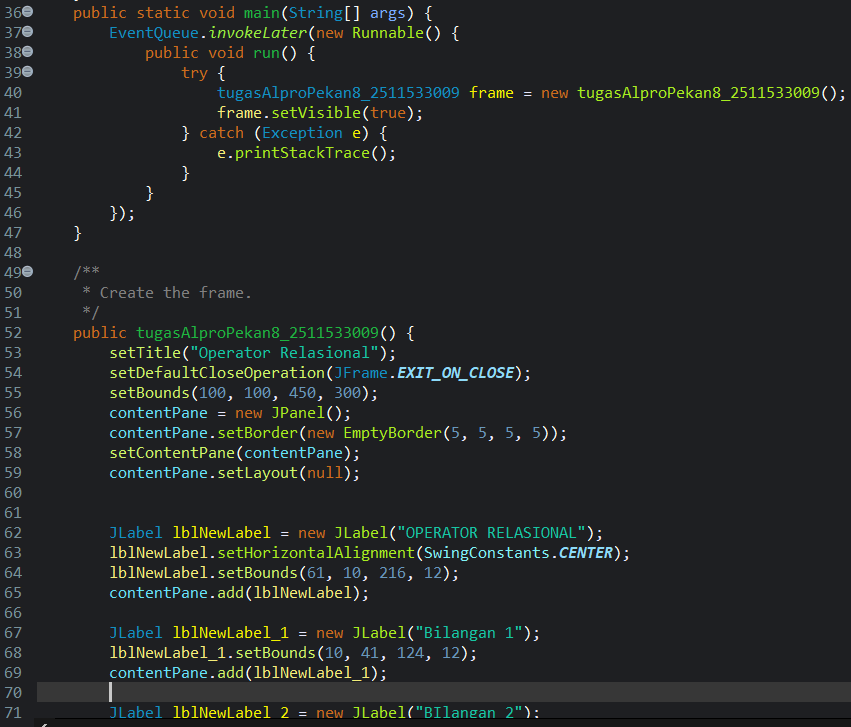 36 public static void main(String[] args) {
37 EventQueue.invokeLater(new Runnable() {
38 public void run() {
39 try {
40 tugasAlproPekan8_2511533009 frame = new tugasAlproPekan8_2511533009();
41 frame.setVisible(true);
42 } catch (Exception e) {
43 e.printStackTrace();
44 }
45 }
46 });
47 }
48
49 /**
50 * Create the frame.
51 */
52 public tugasAlproPekan8_2511533009() {
53 setTitle("Operator Relasional");
54 setDefaultCloseOperation(JFrame.EXIT_ON_CLOSE);
55 setBounds(100, 100, 450, 300);
56 contentPane = new JPanel();
57 contentPane.setBorder(new EmptyBorder(5, 5, 5, 5));
58 setContentPane(contentPane);
59 contentPane.setLayout(null);
60
61
62 JLabel lblNewLabel = new JLabel("OPERATOR RELASIONAL");
63 lblNewLabel.setHorizontalAlignment(SwingConstants.CENTER);
64 lblNewLabel.setBounds(61, 10, 216, 12);
65 contentPane.add(lblNewLabel);
66
67 JLabel lblNewLabel_1 = new JLabel("Bilangan 1");
68 lblNewLabel_1.setBounds(10, 41, 124, 12);
69 contentPane.add(lblNewLabel_1);
70
71 JLabel lblNewLabel_2 = new JLabel("BIlangan 2");